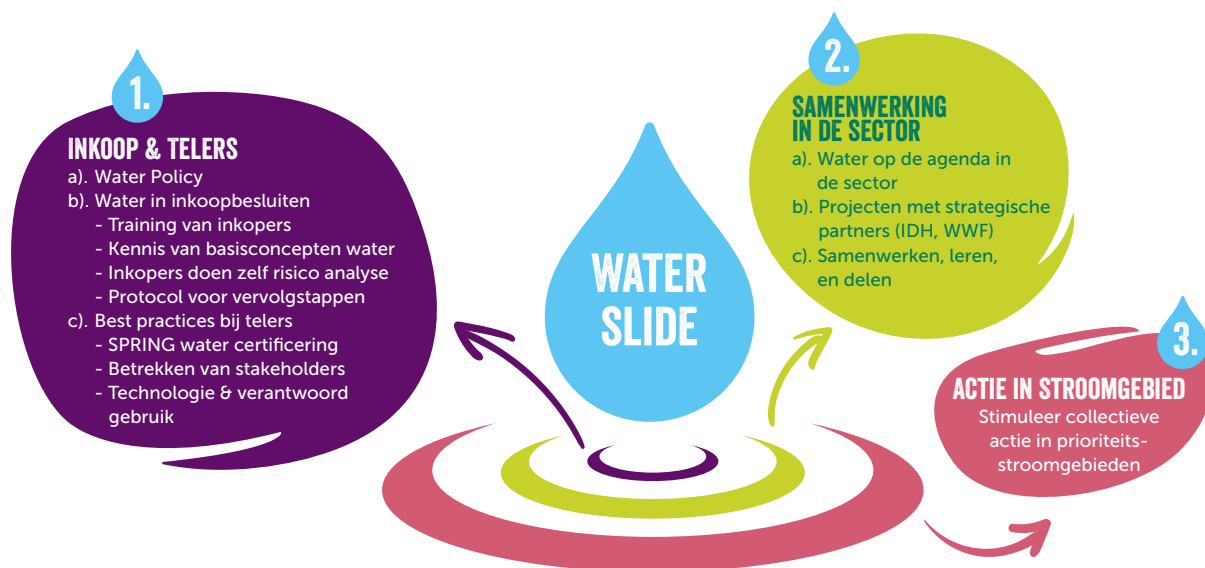 1.
INKOOP & TELERS
a). Water Policy
b). Water in inkoopbesluiten
- Training van inkopers
- Kennis van basisconcepten water
- Inkopers doen zelf risico analyse
- Protocol voor vervolgstappen
c). Best practices bij telers
- SPRING water certificering
- Betrekken van stakeholders
- Technologie & verantwoord
gebruik
WATER
SLIDE
2.
SAMENWERKING
IN DE SECTOR
a). Water op de agenda in
de sector
b). Projecten met strategische
partners (IDH, WWF)
c). Samenwerken, leren,
en delen
3.
ACTIE IN STROOMGEBIED
Stimuleer collectieve
actie in prioriteits-
stroomgebieden